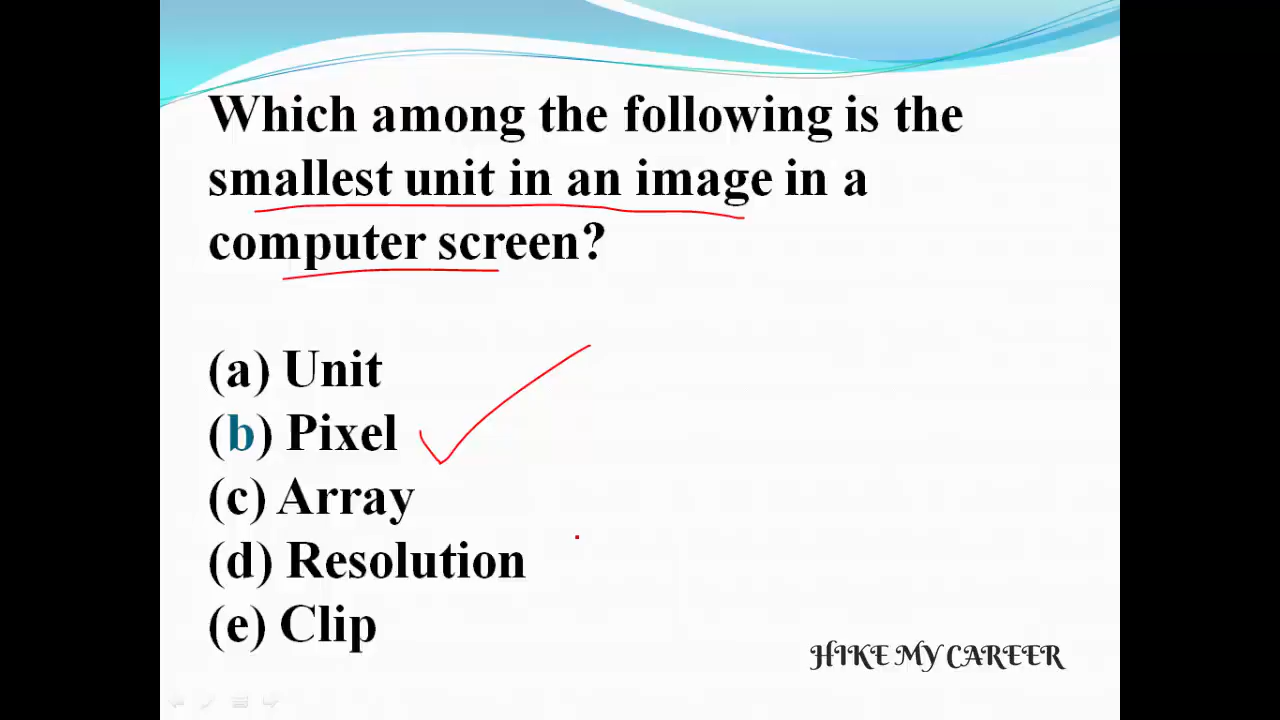 Which among the following is the
smallest unit in an image in a
computer screen?
(a) Unit
(b) Pixel
(c) Array
(d) Resolution
(e) Clip
HIKE MY CAREER